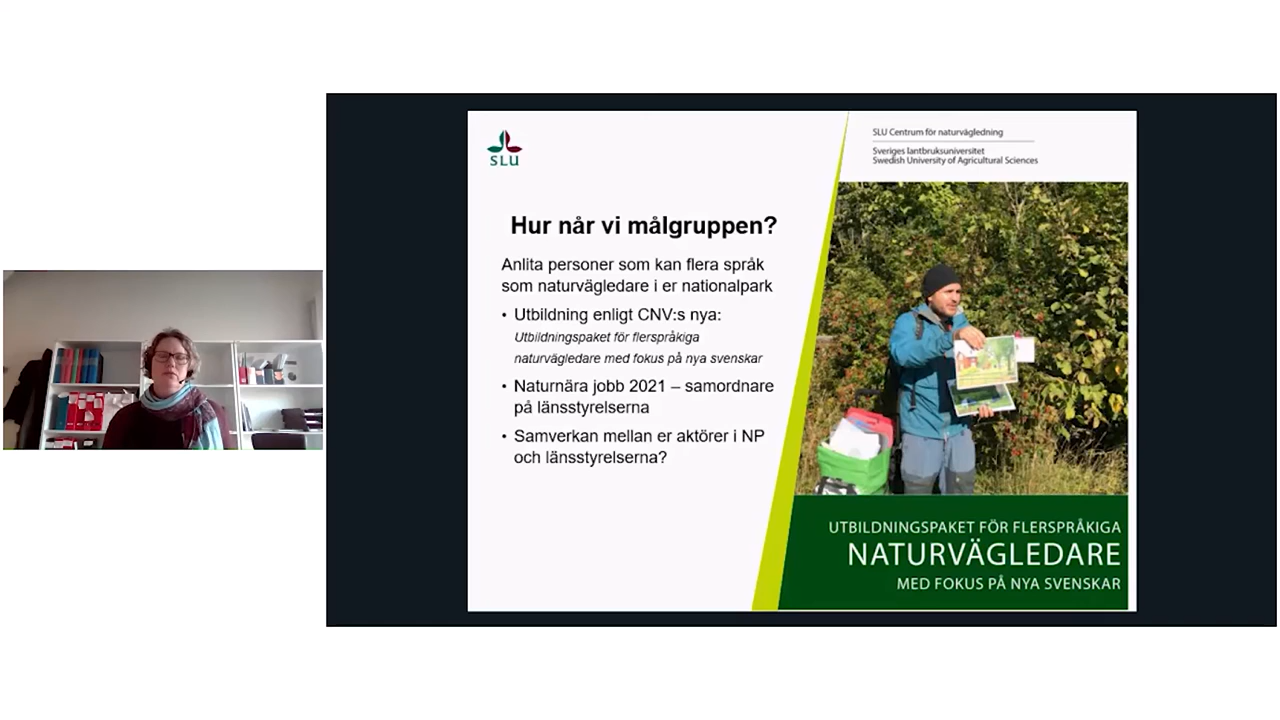 SLU
Hur når vi målgruppen?
Anlita personer som kan flera språk
som naturvägledare i er nationalpark
• Utbildning enligt CNV:s nya:
Utbildningspaket för flerspråkiga
naturvägledare med fokus på nya svenskar
• Naturnära jobb 2021 – samordnare
på länsstyrelserna
• Samverkan mellan er aktörer i NP
och länsstyrelserna?
SLU Centrum för naturvägledning
Sveriges lantbruksuniversitet
Swedish University of Agricultural Sciences
UTBILDNINGSPAKET FÖR FLERSPRÅKIGA
NATURVÄGLEDARE
MED FOKUS PÅ NYA SVENSKAR